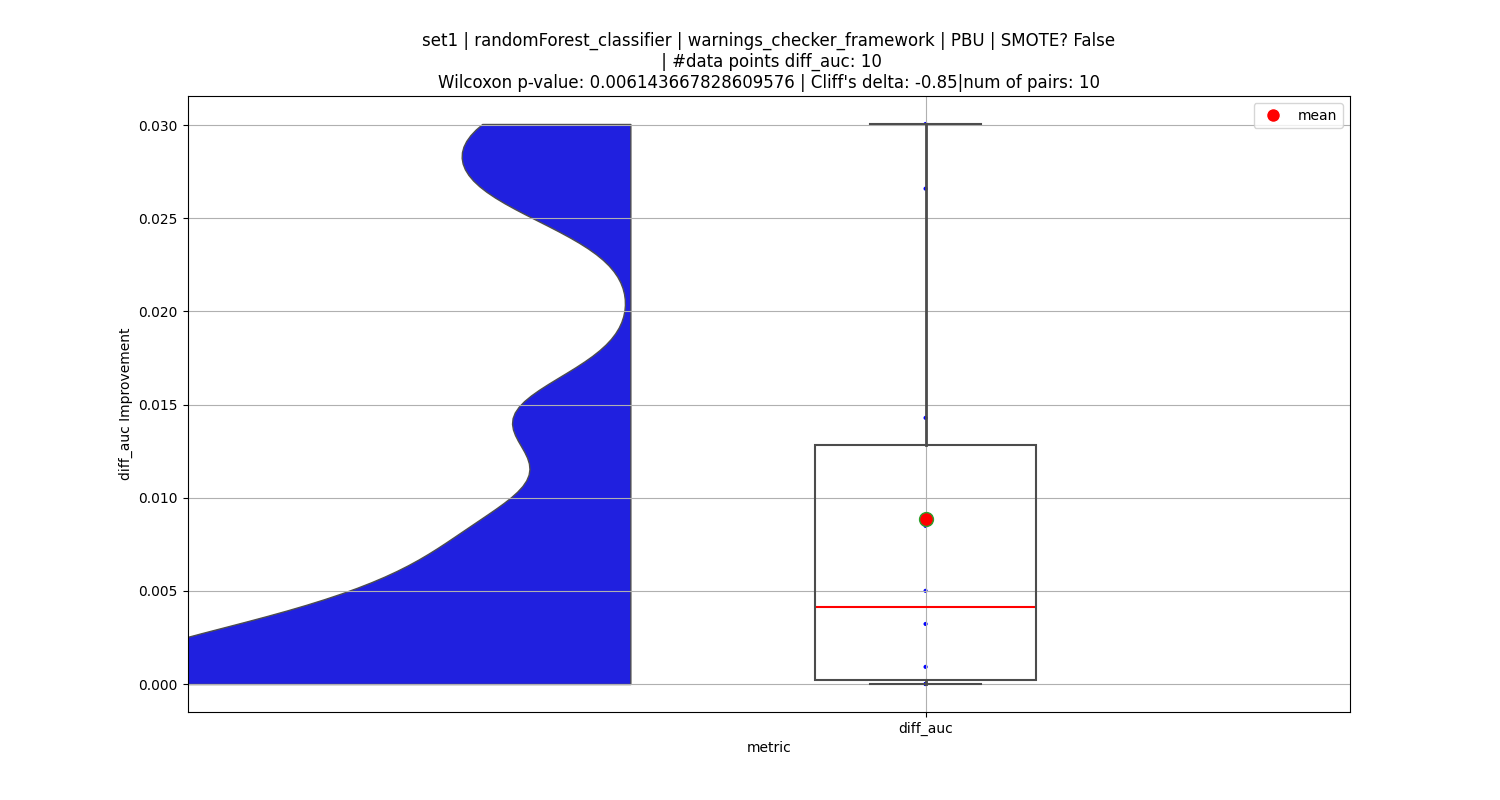 set1 | randomForest_classifier | warnings_checker_framework | PBU | SMOTE? False
| #data points diff_auc: 10
Wilcoxon p-value: 0.006143667828609576 | Cliff's delta: -0.85|num of pairs: 10
mean
0.030
0.025
0.020
0.015
0.010
0.005
0.000
diff_auc Improvement
diff_auc
metric